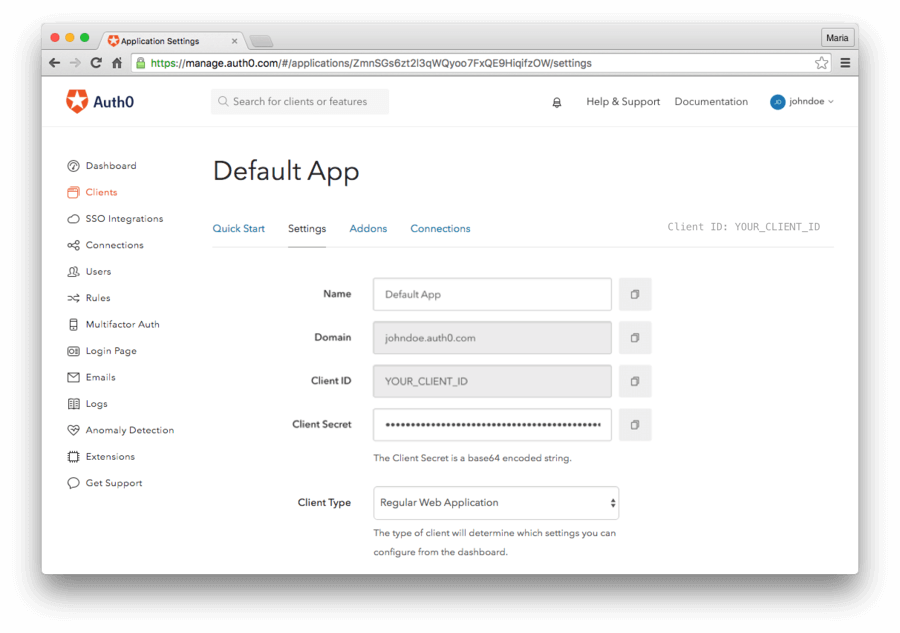 Application Settings
Maria
https://manage.auth0.com/#/applications/ZmnSGs6zt2l3qWQyoo7FxQE9HiqifzOW/settings
Auth0
Search for clients or features
Help & Support
Documentation
JD
johndoe
Dashboard
Clients
SSO Integrations
Connections
Users
Rules
Multifactor Auth
Login Page
Emails
Logs
Anomaly Detection
Extensions
Get Support
Default App
Quick Start
Settings
Addons
Connections
Client ID: YOUR_CLIENT_ID
Name
Default App
Domain
johndoe.auth0.com
Client ID
YOUR_CLIENT_ID
Client Secret
The Client Secret is a base64 encoded string.
Client Type
Regular Web Application
The type of client will determine which settings you can
configure from the dashboard.